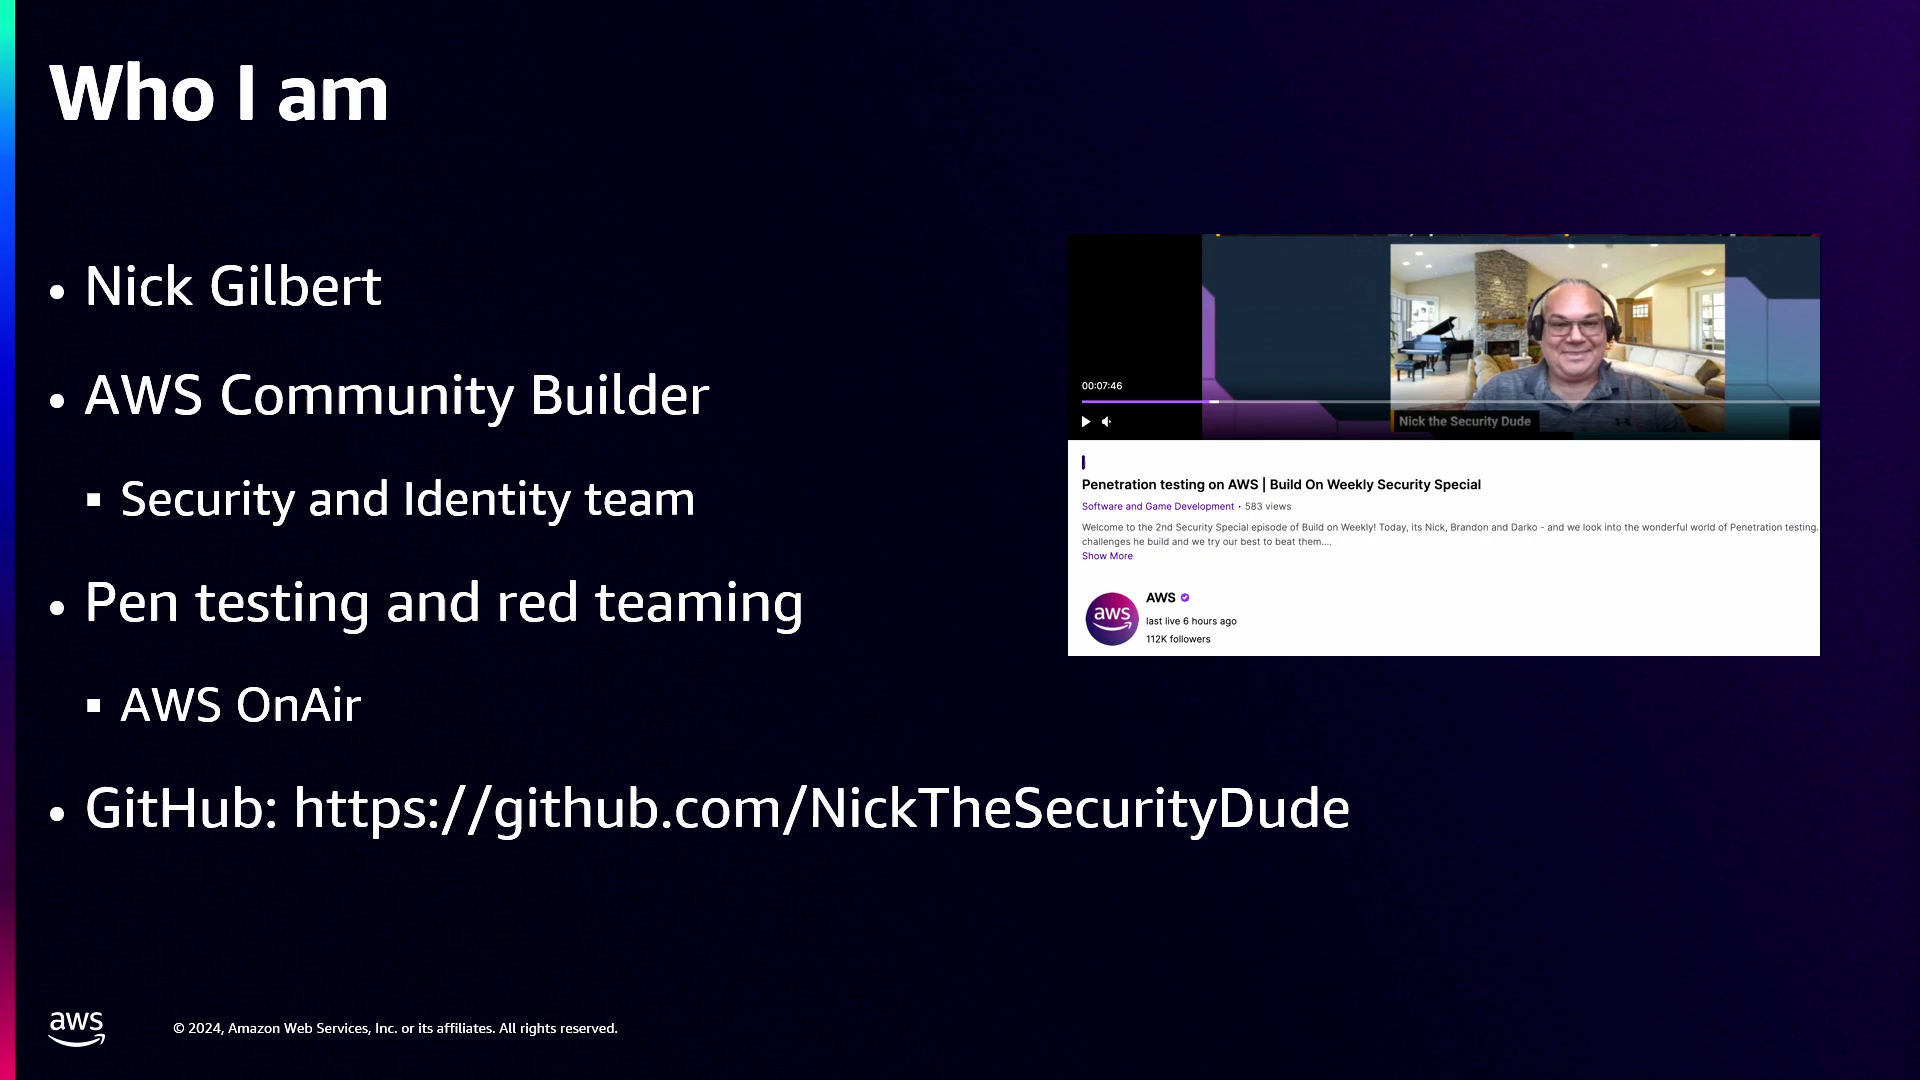 Who I am
• Nick Gilbert
• AWS Community Builder
▪ Security and Identity team
• Pen testing and red teaming
▪ AWS OnAir
• GitHub: https://github.com/NickTheSecurityDude
00:07:46
Nick the Security Dude
Penetration testing on AWS | Build On Weekly Security Special
Software and Game Development • 583 views
Welcome to the 2nd Security Special episode of Build on Weekly! Today, its Nick, Brandon and Darko - and we look into the wonderful world of Penetration testing.
challenges he build and we try our best to beat them....
Show More
aws
AWS
last live 6 hours ago
112K followers
aws
© 2024, Amazon Web Services, Inc. or its affiliates. All rights reserved.